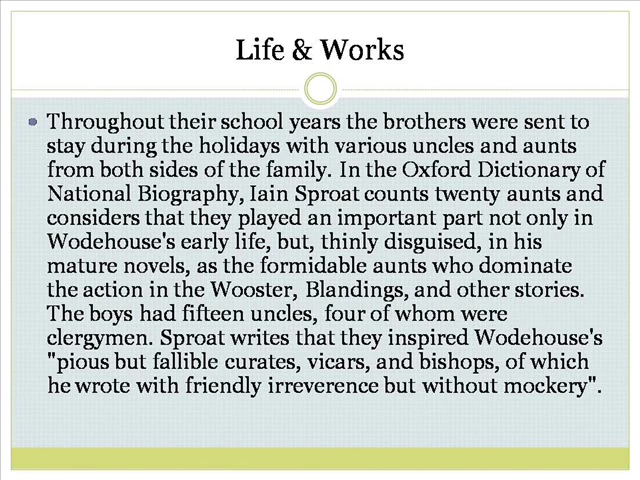 Life & Works
Throughout their school years the brothers were sent to
stay during the holidays with various uncles and aunts
from both sides of the family. In the Oxford Dictionary of
National Biography, Iain Sproat counts twenty aunts and
considers that they played an important part not only in
Wodehouse's early life, but, thinly disguised, in his
mature novels, as the formidable aunts who dominate
the action in the Wooster, Blandings, and other stories.
The boys had fifteen uncles, four of whom were
clergymen. Sproat writes that they inspired Wodehouse's
"pious but fallible curates, vicars, and bishops, of which
he wrote with friendly irreverence but without mockery".